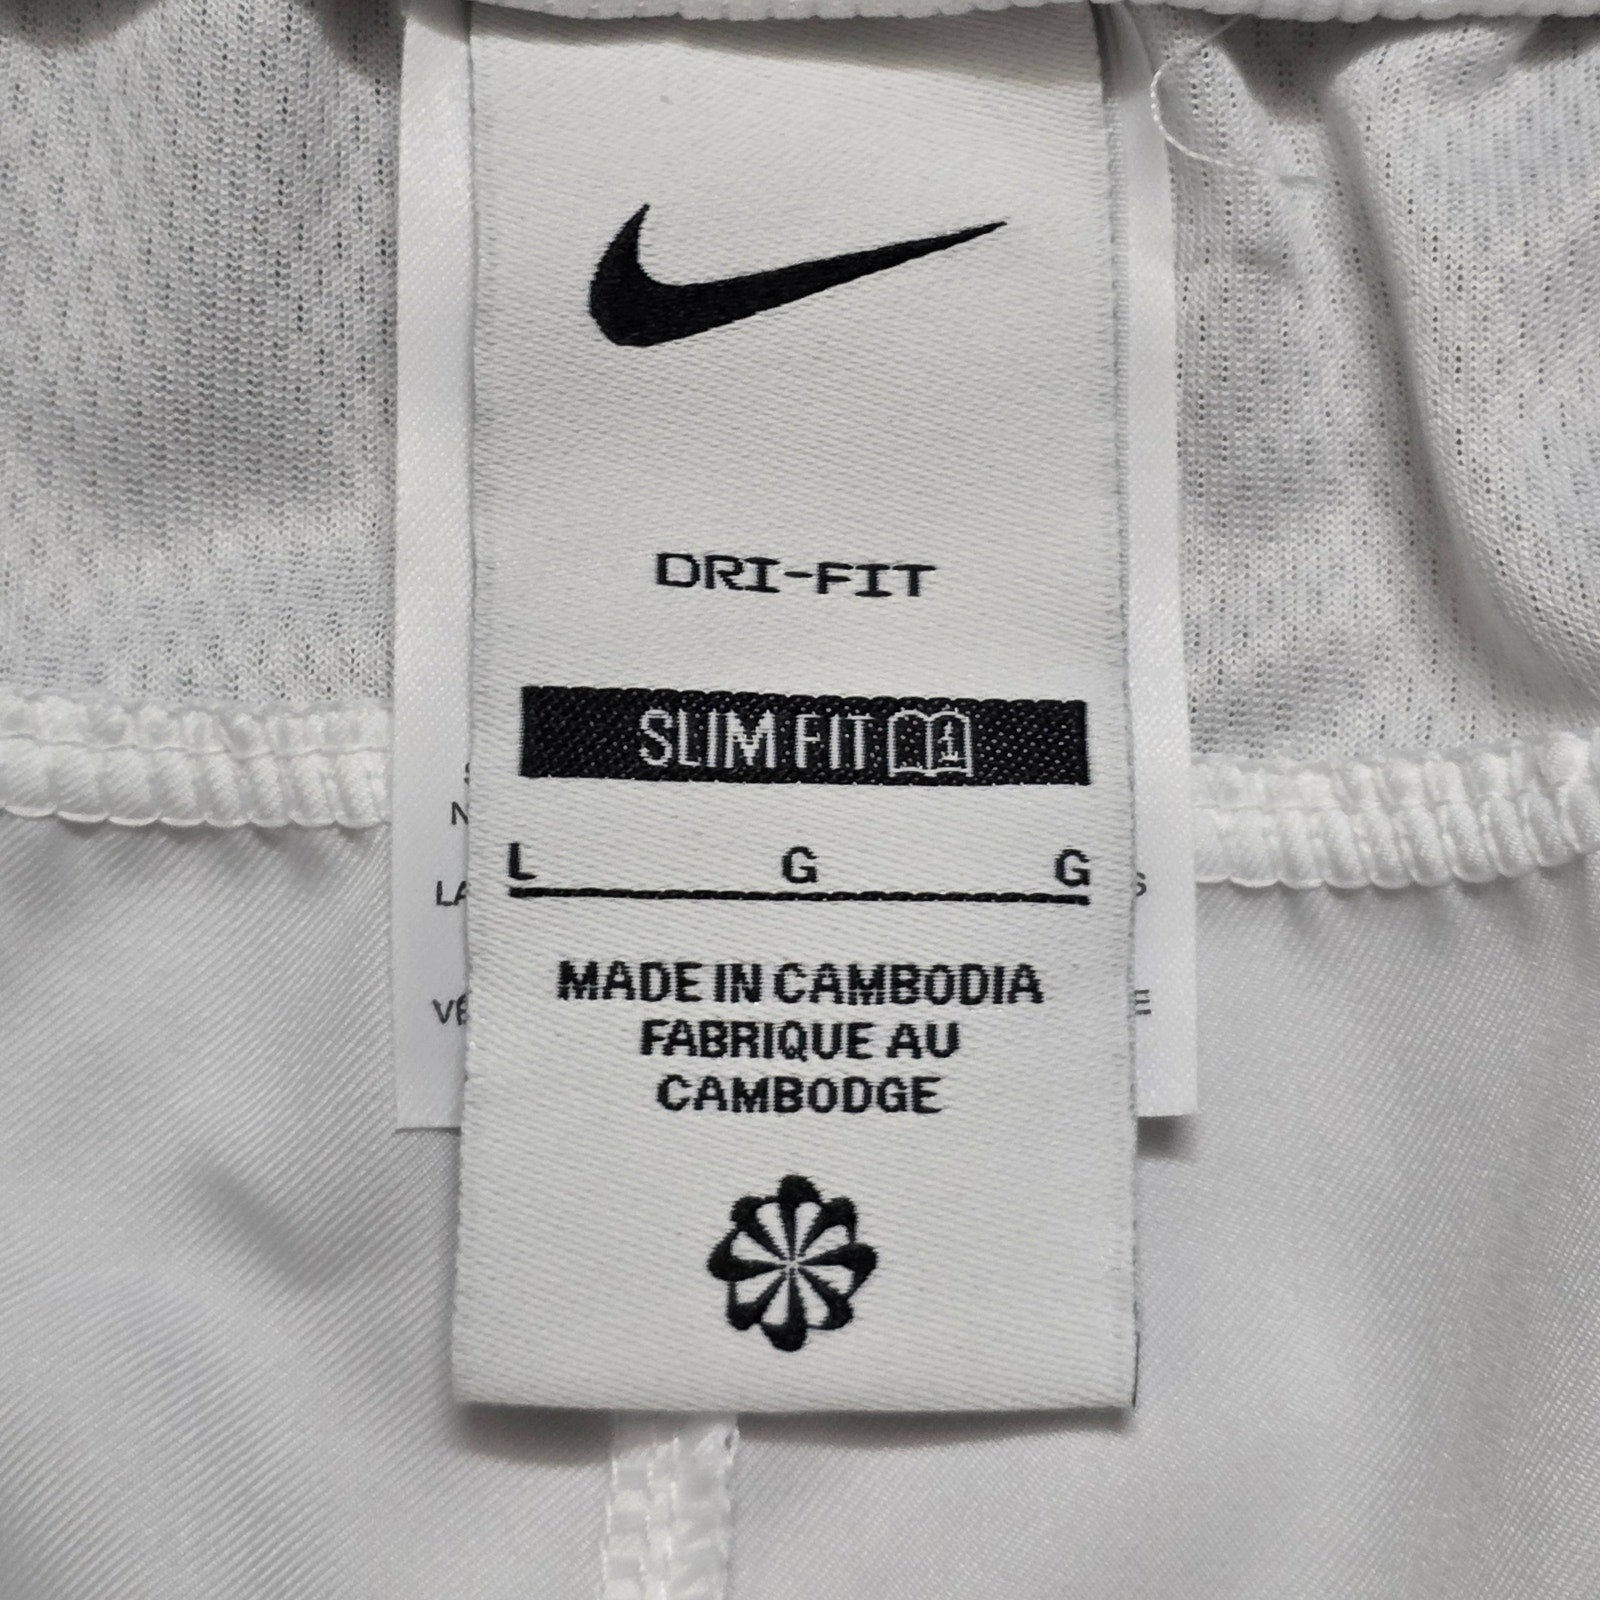 DRI-FIT
SLIM FIT
L G G
MADE IN CAMBODIA
FABRIQUE AU
CAMBODGE